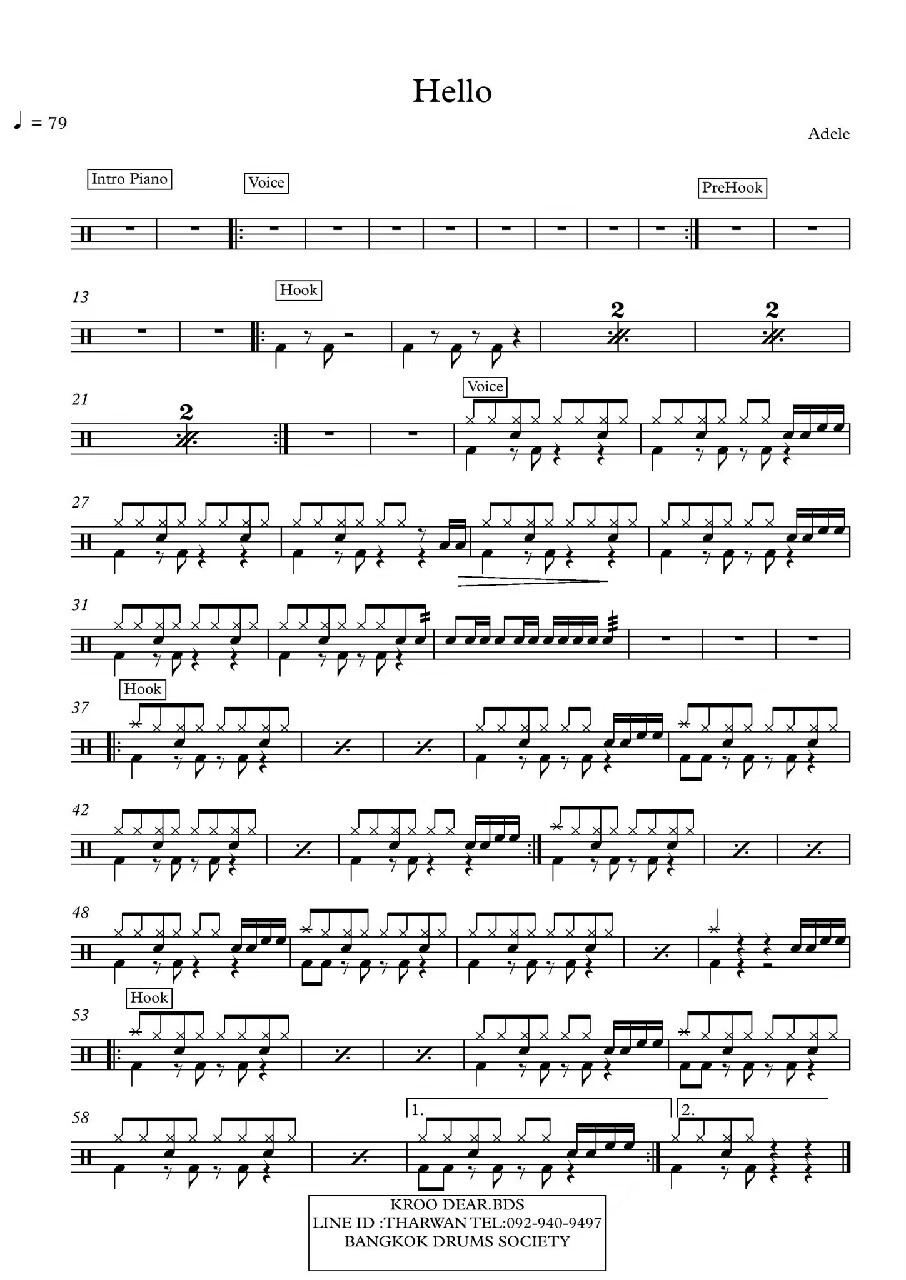 Hello
= 79
Adele
Intro Piano
Voice
PreHook
13
Hook
2
2
21
2
Voice
27
31
37
Hook
42
48
53
Hook
58
1.
2.
KROO DEAR.BDS
LINE ID :THARWAN TEL:092-940-9497
BANGKOK DRUMS SOCIETY